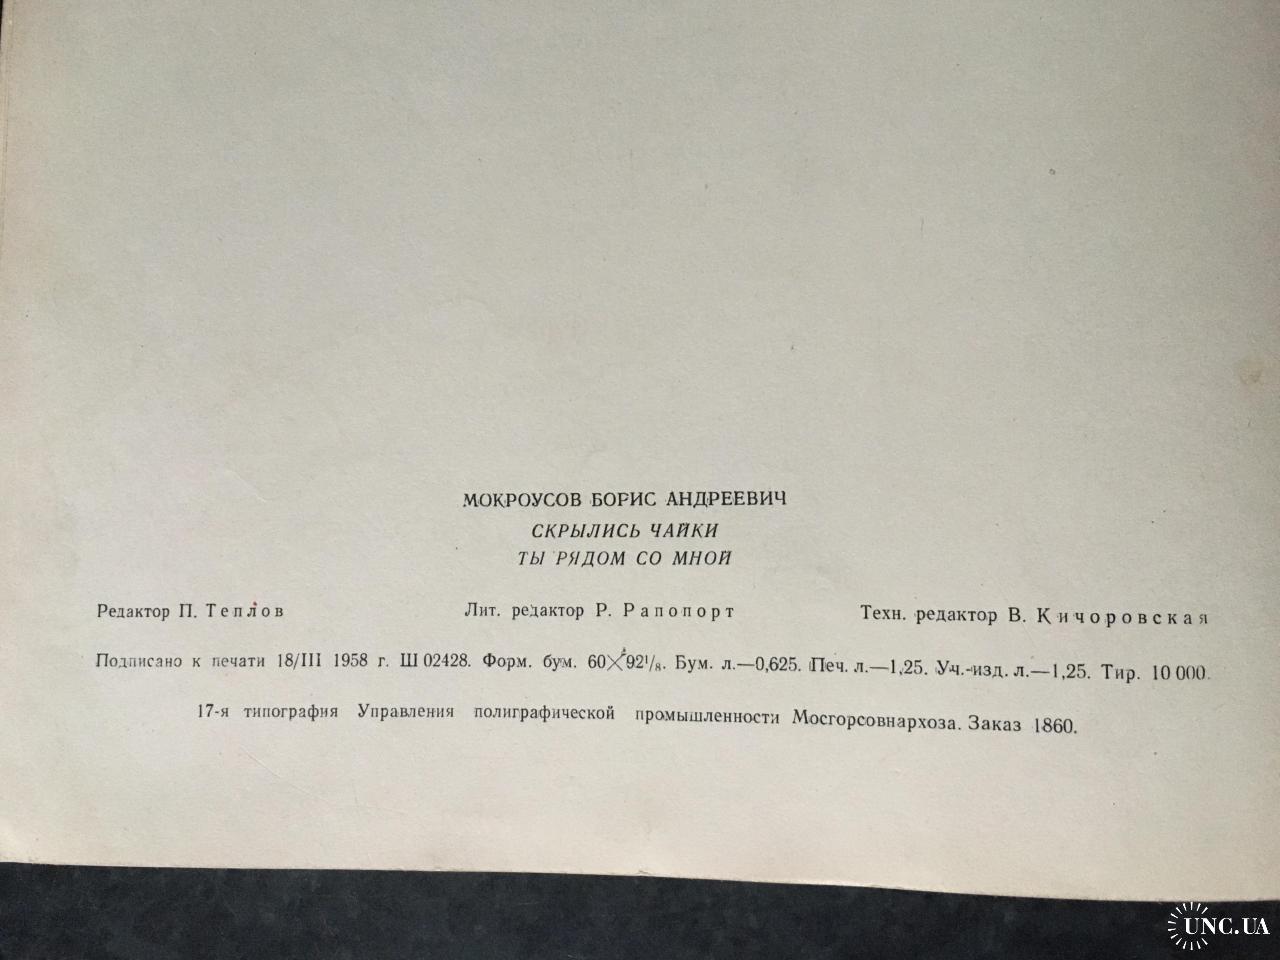 МОКРОУСОВ БОРИС АНДРЕЕВИЧ
СКРЫЛИСЬ ЧАЙКИ
ТЫ РЯДОМ СО МНОЙ
Редактор П. Теплов Лит. редактор Р. Рапопорт Техн. редактор В. Кичоровская
Подписано к печати 18/III 1958 г. Ш 02428. Форм. бум. 60×92¹/₈. Бум. л.—0,625. Печ. л.—1,25. Уч.-изд. л.—1,25. Тир. 10 000.
17-я типография Управления полиграфической промышленности Мосгорсовнархоза. Заказ 1860.
UNC.UA